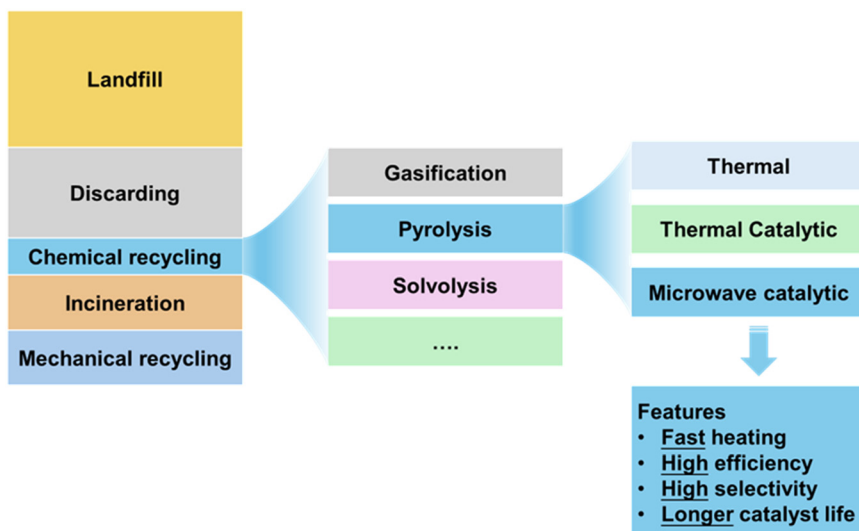 Landfill
Discarding
Chemical recycling
Incineration
Mechanical recycling
Gasification
Pyrolysis
Solvolysis
....
Thermal
Thermal Catalytic
Microwave catalytic
Features
• Fast heating
• High efficiency
• High selectivity
• Longer catalyst life